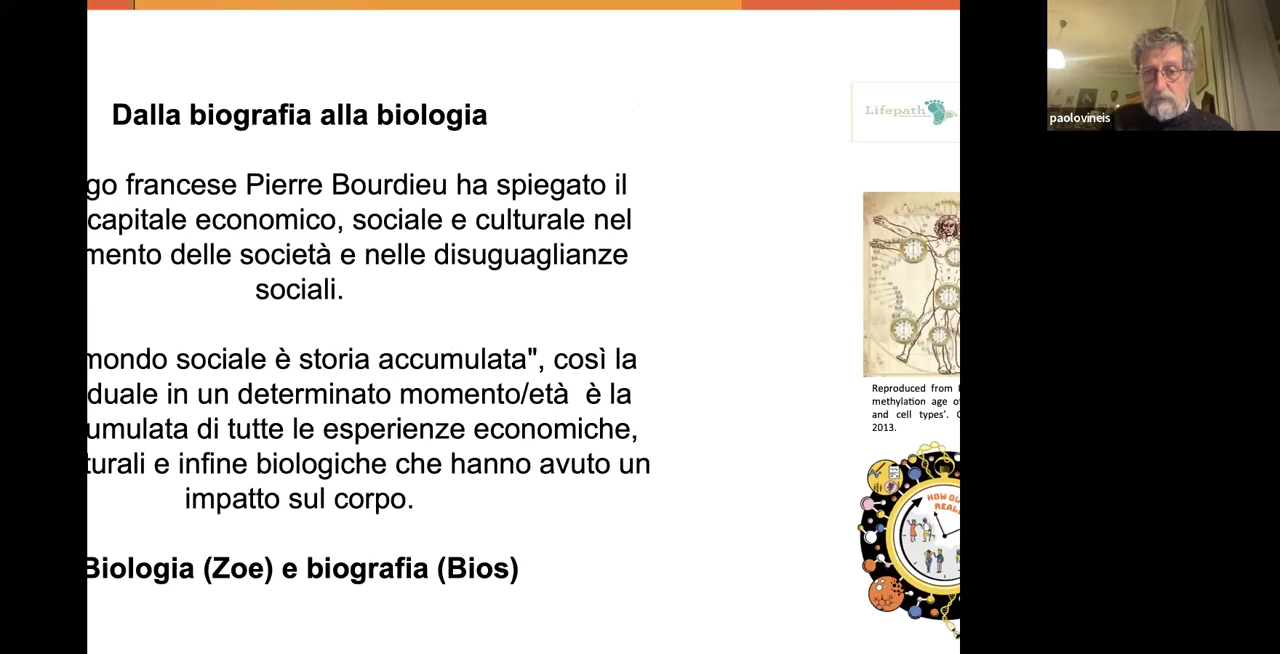 Dalla biografia alla biologia
go francese Pierre Bourdieu ha spiegato il
capitale economico, sociale e culturale nel
mento delle società e nelle disuguaglianze
sociali.
mondo sociale è storia accumulata", così la
duale in un determinato momento/età è la
umulata di tutte le esperienze economiche,
turali e infine biologiche che hanno avuto un
impatto sul corpo.
Biologia (Zoe) e biografia (Bios)
Lifepath
Reproduced from
methylation age o
and cell types'.
2013.
HOW OL
REAL
paolovineis